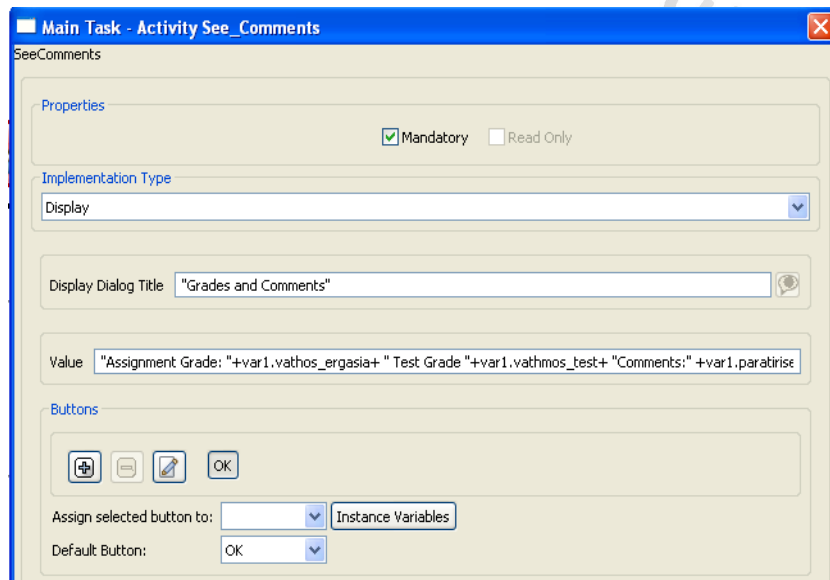 Main Task - Activity See_Comments
SeeComments
Properties
Mandatory Read Only
Implementation Type
Display
Display Dialog Title "Grades and Comments"
Value "Assignment Grade: "+var1.vathos_ergasia+ " Test Grade "+var1.vathmos_test+ "Comments:" +var1.paratirise
Buttons
OK
Assign selected button to: Instance Variables
Default Button: OK